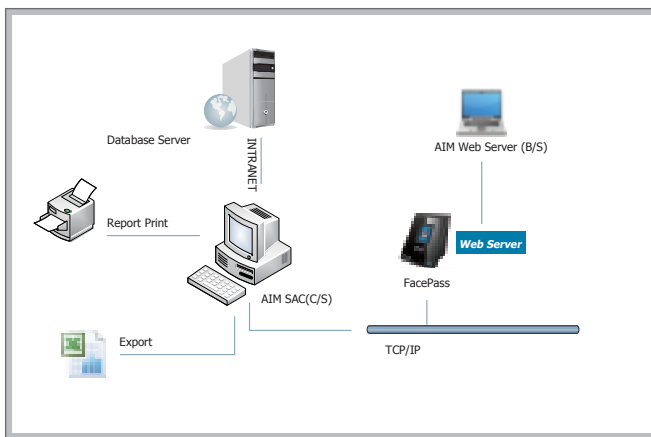 Database Server
INTRANET
AIM Web Server (B/S)
Report Print
Web Server
FacePass
AIM SAC(C/S)
Export
TCP/IP